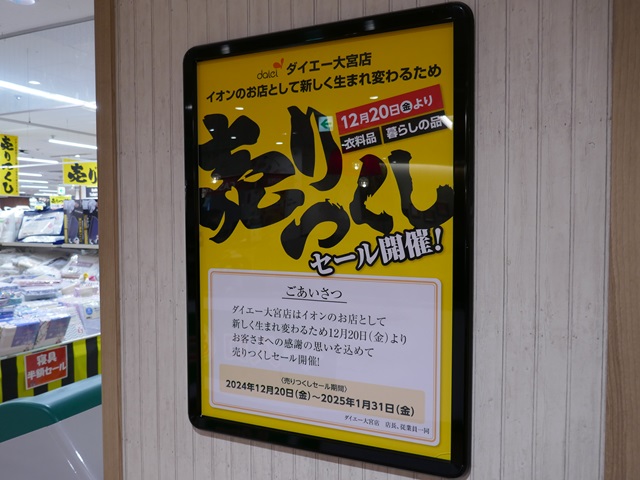 daiei ダイエー大宮店
イオンのお店として新しく生まれ変わるため
12月20日(金)より
衣料品 暮らしの品
売り
つくし
セール開催!
ごあいさつ
ダイエー大宮店はイオンのお店として
新しく生まれ変わるため12月20日(金)より
お客さまへの感謝の思いを込めて
売りつくしセール開催!
〈売りつくしセール期間〉
2024年12月20日(金)〜2025年1月31日(金)
ダイエー大宮店 店長、従業員一同
売りつくし
売り
寝具
半額セール